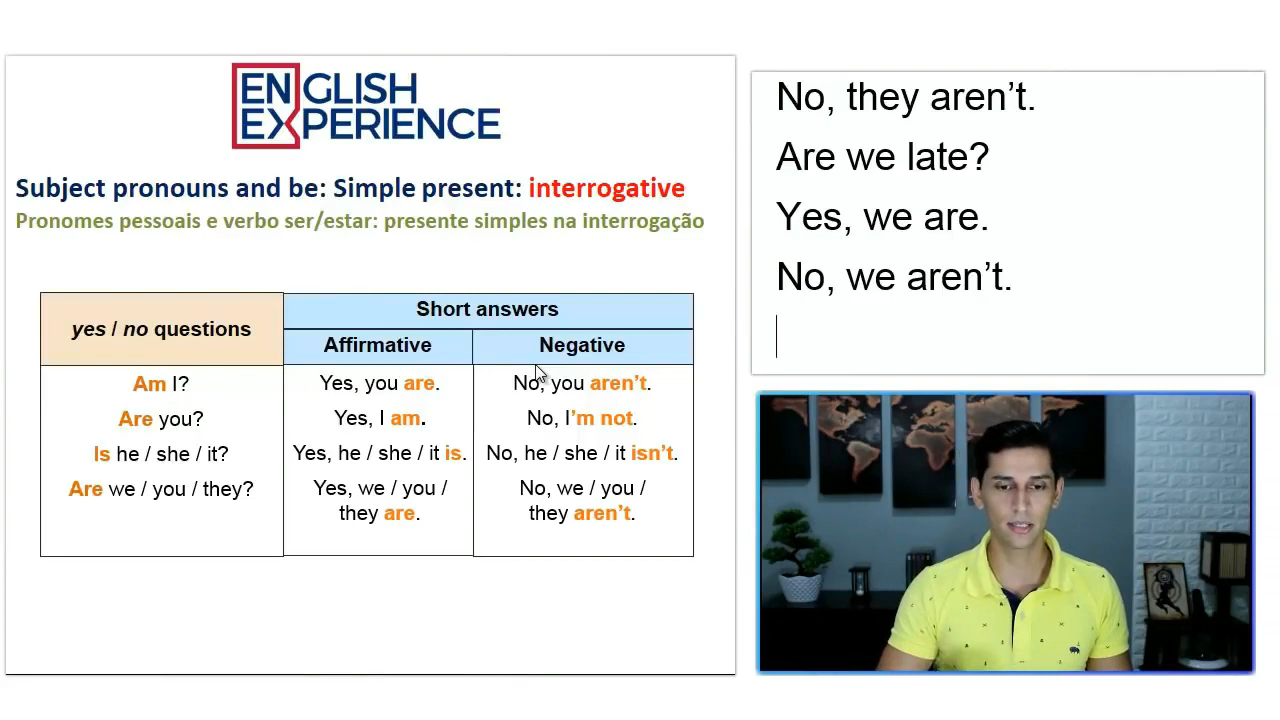 ENGLISH
EXPERIENCE
Subject pronouns and be: Simple present: interrogative
Pronomes pessoais e verbo ser/estar: presente simples na interrogação
yes / no questions
Short answers
Affirmative
Negative
Am I?
Yes, you are.
No, you aren’t.
Are you?
Yes, I am.
No, I’m not.
Is he / she / it?
Yes, he / she / it is.
No, he / she / it isn’t.
Are we / you / they?
Yes, we / you /
they are.
No, we / you /
they aren’t.
No, they aren’t.
Are we late?
Yes, we are.
No, we aren’t.